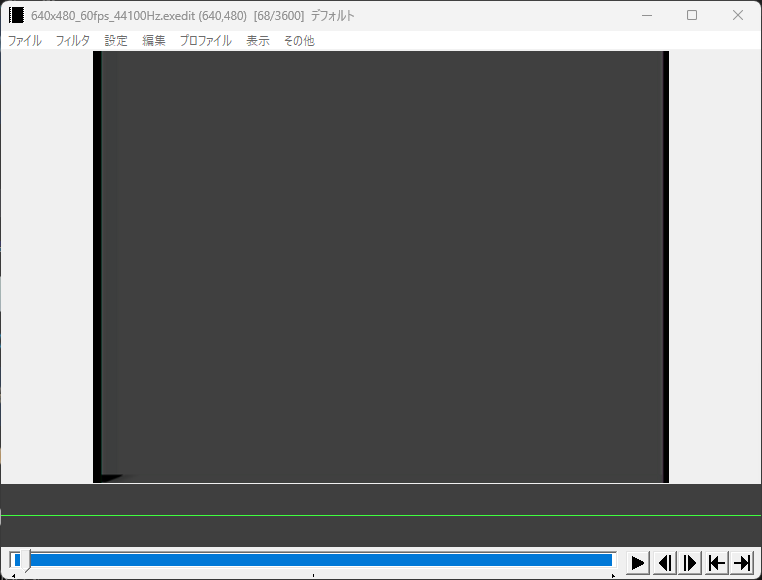 640x480_60fps_44100Hz.exedit (640,480) [68/3600] デフォルト
ファイル フィルタ 設定 編集 プロファイル 表示 その他